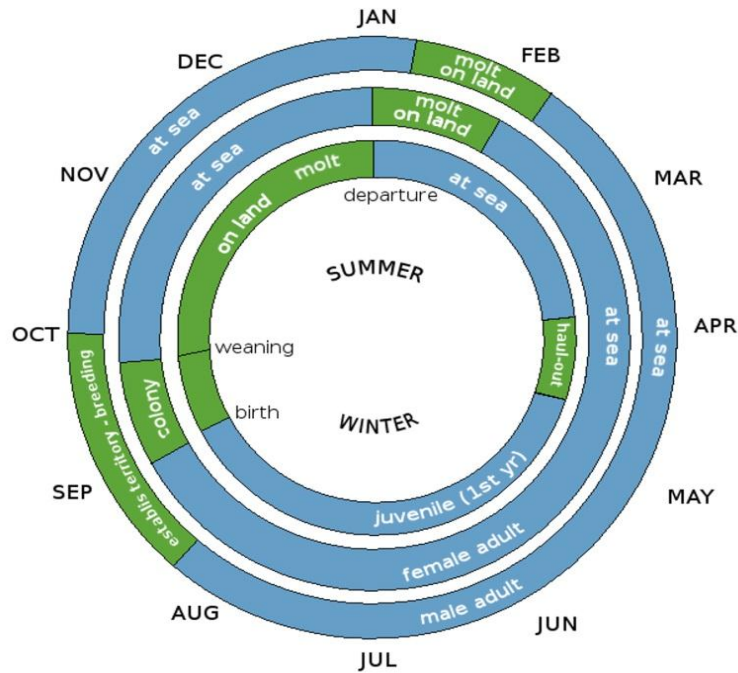 JAN
FEB
MAR
APR
MAY
JUN
JUL
AUG
SEP
OCT
NOV
DEC
molt
on land
at sea
male adult
establis territory - breeding
at sea
molt
on land
at sea
female adult
colony
at sea
at sea
haul-out
juvenile (1st yr)
on land
molt
departure
SUMMER
weaning
birth
WINTER